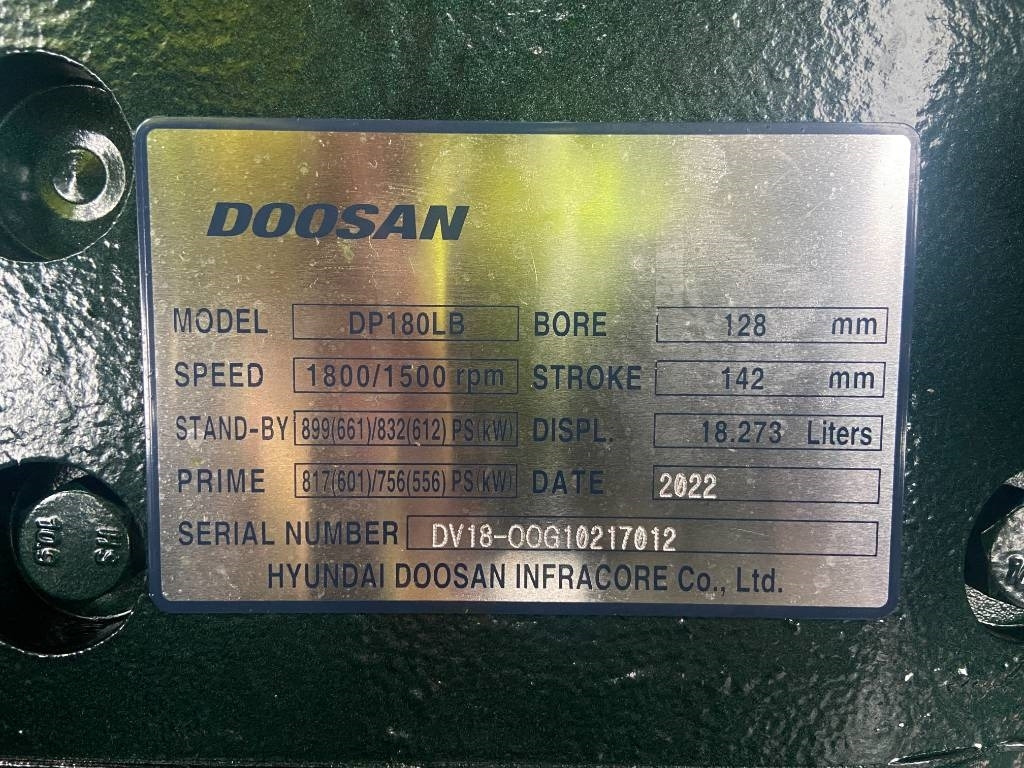 DOOSAN
MODEL DP180LB BORE 128 mm
SPEED 1800/1500 rpm STROKE 142 mm
STAND-BY 899(661)/832(612) PS(kW) DISPL. 18.273 Liters
PRIME 817(601)/756(556) PS(kW) DATE 2022
SERIAL NUMBER DV18-OOG10217012
HYUNDAI DOOSAN INFRACORE Co., Ltd.
10.9